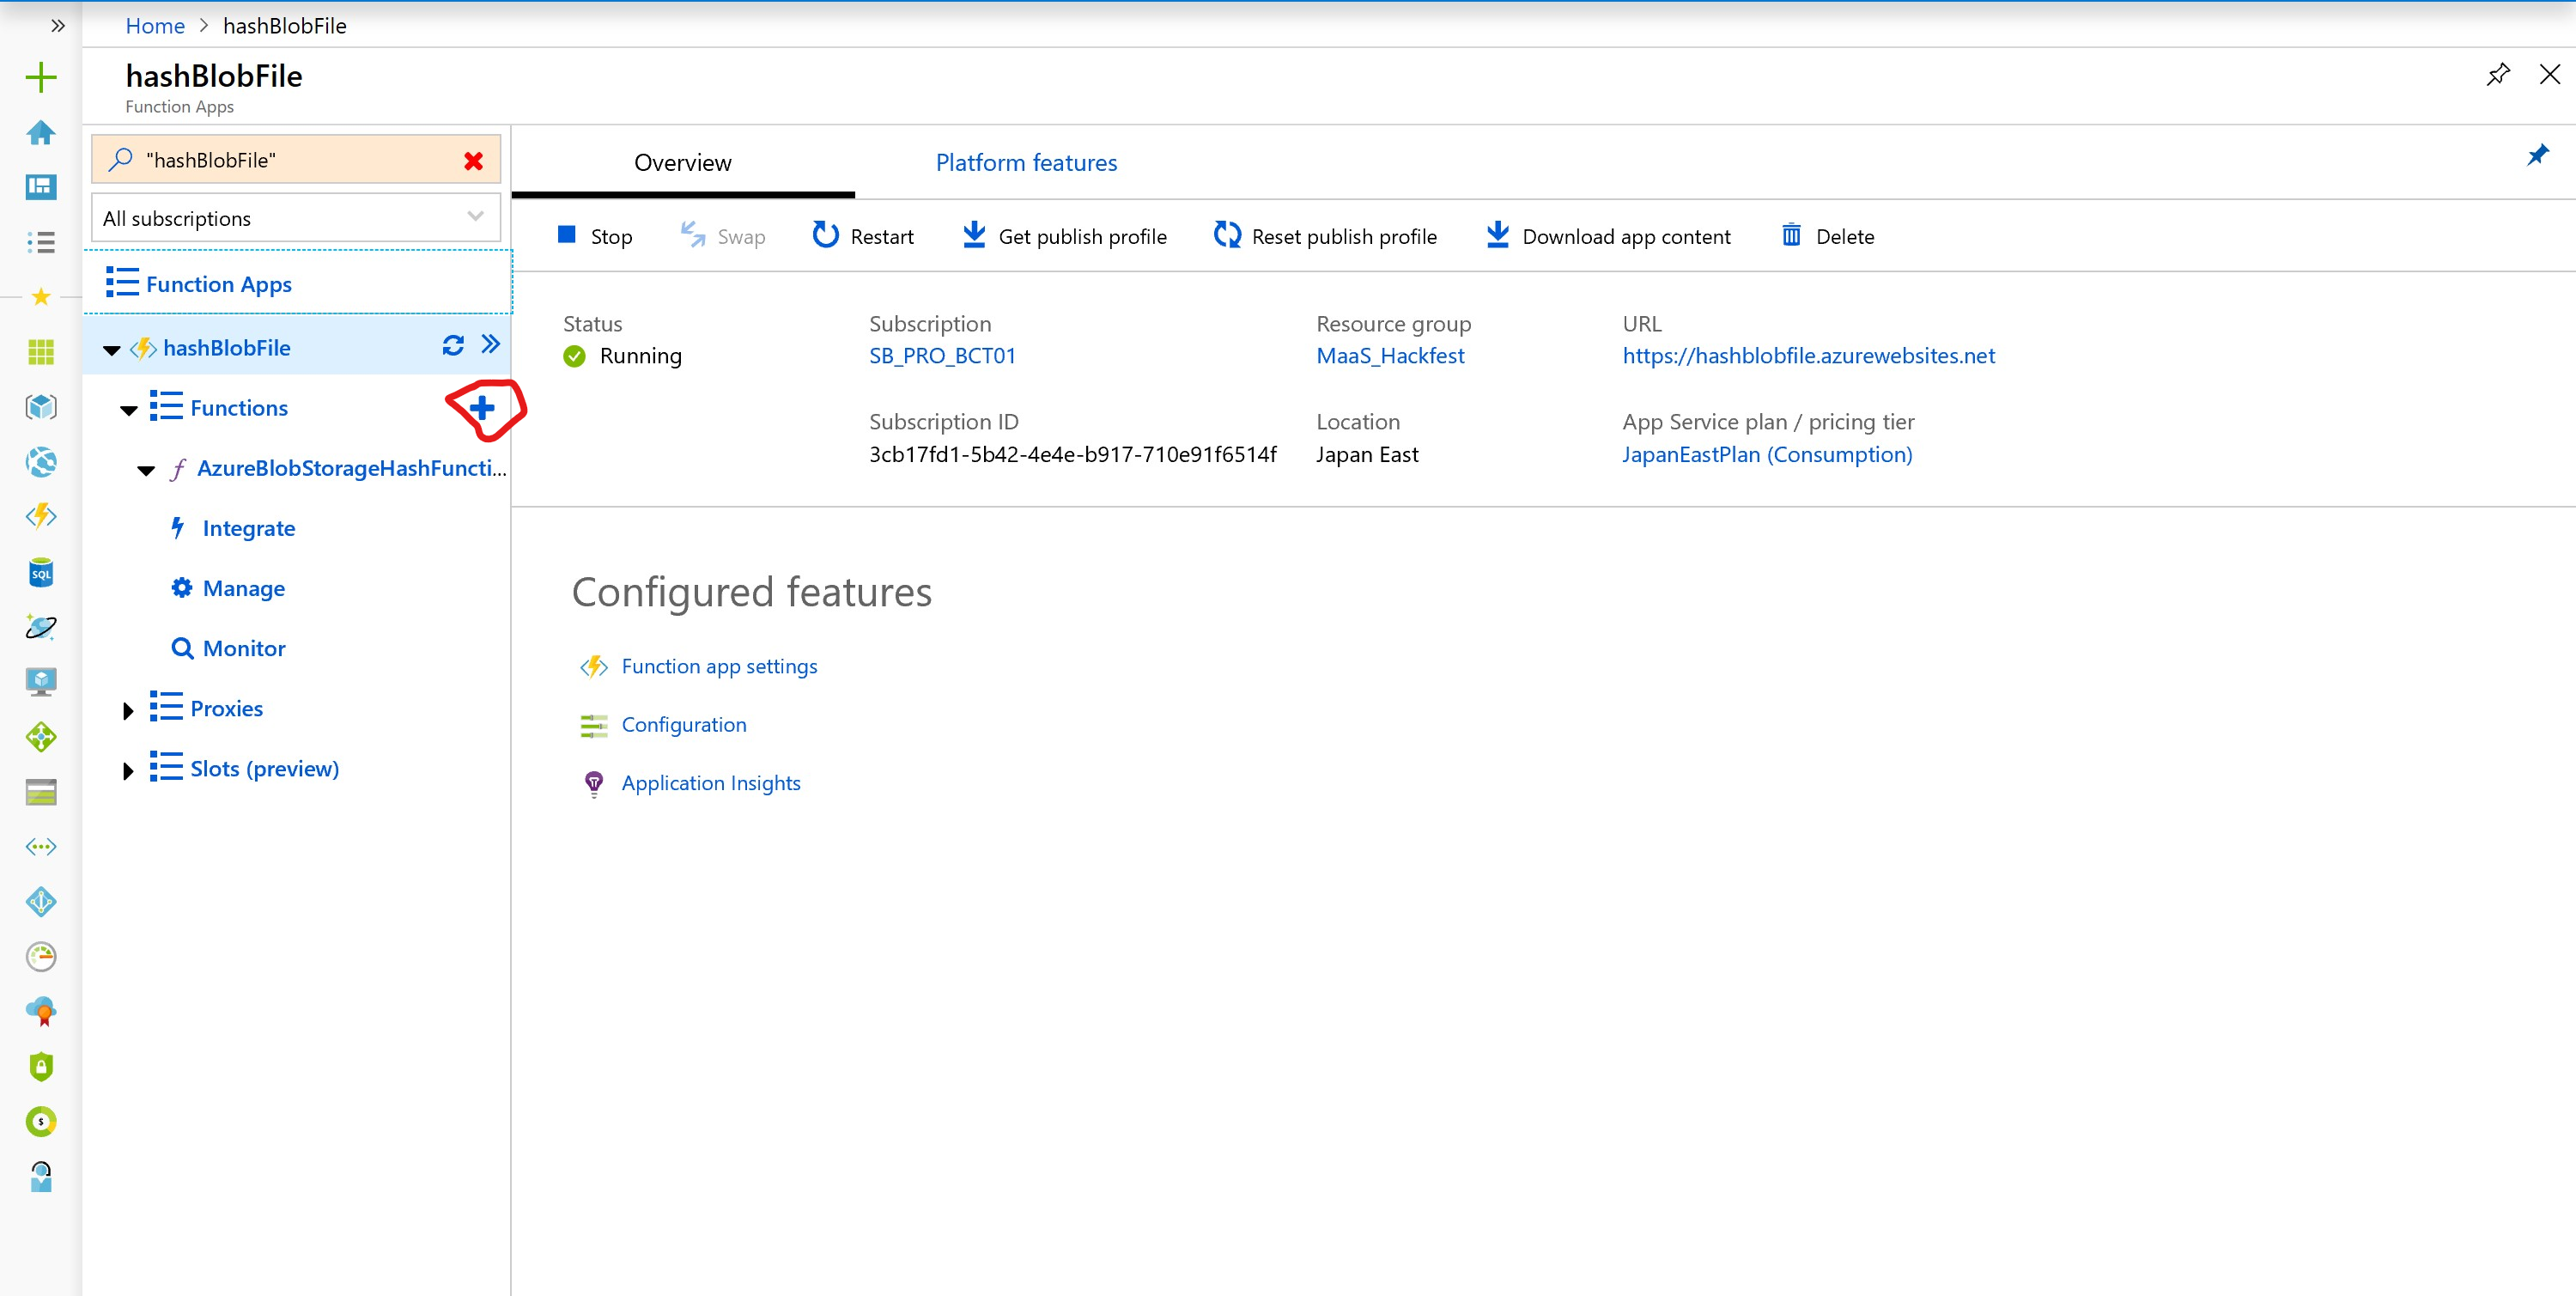 Home > hashBlobFile
hashBlobFile
Function Apps
"hashBlobFile"
All subscriptions
Function Apps
hashBlobFile
Functions
AzureBlobStorageHashFuncti...
Integrate
Manage
Monitor
Proxies
Slots (preview)
Overview Platform features
Stop Swap Restart Get publish profile Reset publish profile Download app content Delete
Status Subscription Resource group URL
Running SB_PRO_BCT01 MaaS_Hackfest https://hashblobfile.azurewebsites.net
Subscription ID Location App Service plan / pricing tier
3cb17fd1-5b42-4e4e-b917-710e91f6514f Japan East JapanEastPlan (Consumption)
Configured features
Function app settings
Configuration
Application Insights
SQL